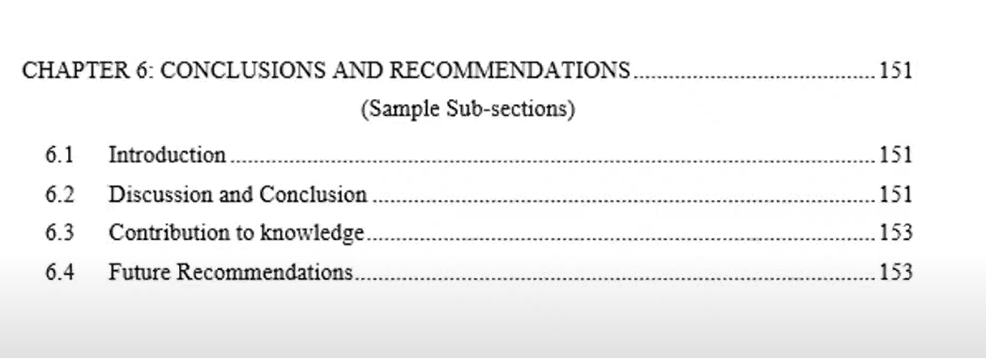 CHAPTER 6: CONCLUSIONS AND RECOMMENDATIONS.......................................151
(Sample Sub-sections)
6.1 Introduction.......................................151
6.2 Discussion and Conclusion.......................................151
6.3 Contribution to knowledge.......................................153
6.4 Future Recommendations.......................................153